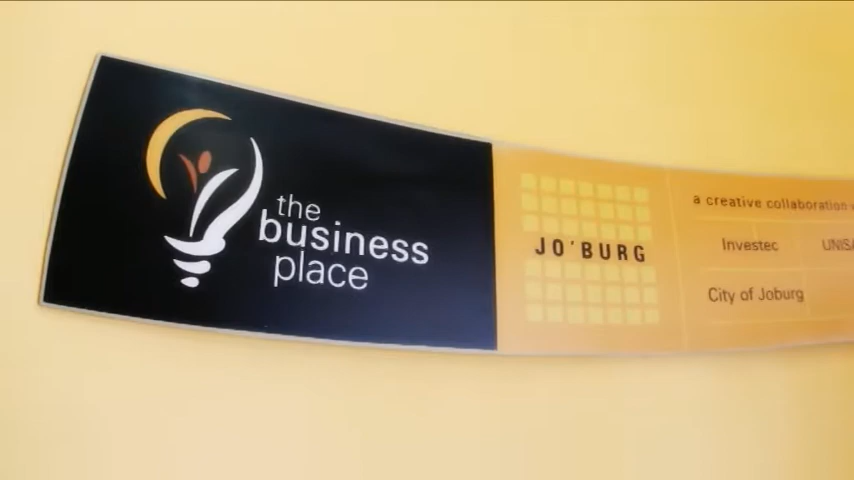 the
business
place
JO'BURG
a creative collaboration
Investec
City of Joburg